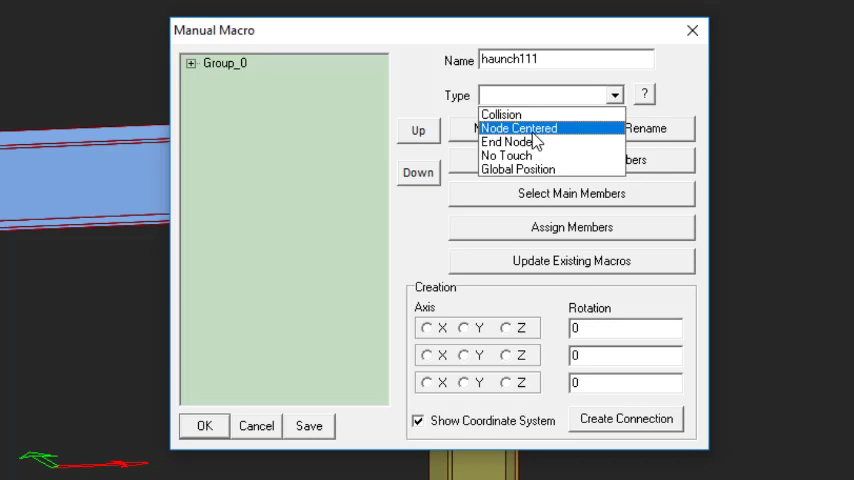 Manual Macro
Group_0
Name
haunch111
Type
?
Collision
Node Centered
End Node
No Touch
Global Position
Up
Rename
Down
Select Main Members
Assign Members
Update Existing Macros
Creation
Axis
Rotation
X Y Z
0
X Y Z
0
X Y Z
0
Show Coordinate System
Create Connection
OK
Cancel
Save